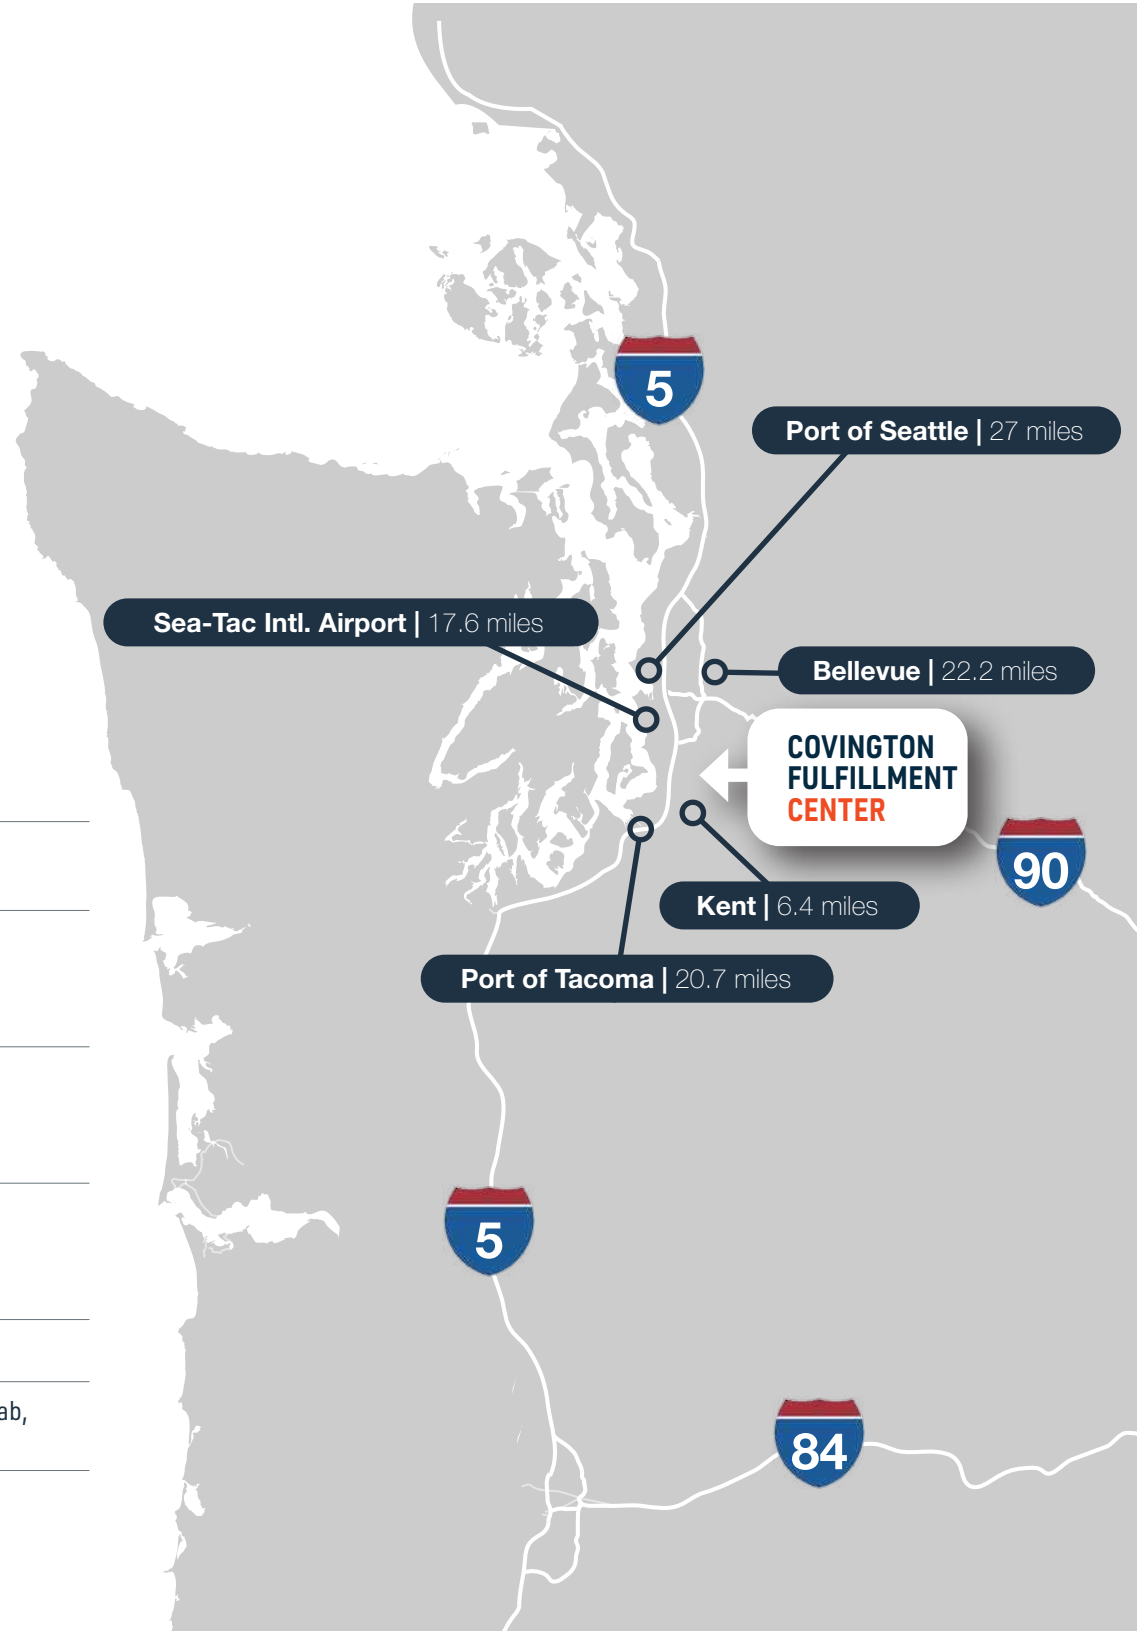 5
Port of Seattle | 27 miles
Sea-Tac Intl. Airport | 17.6 miles
Bellevue | 22.2 miles
COVINGTON
FULFILLMENT
CENTER
90
Kent | 6.4 miles
Port of Tacoma | 20.7 miles
5
ab,
84